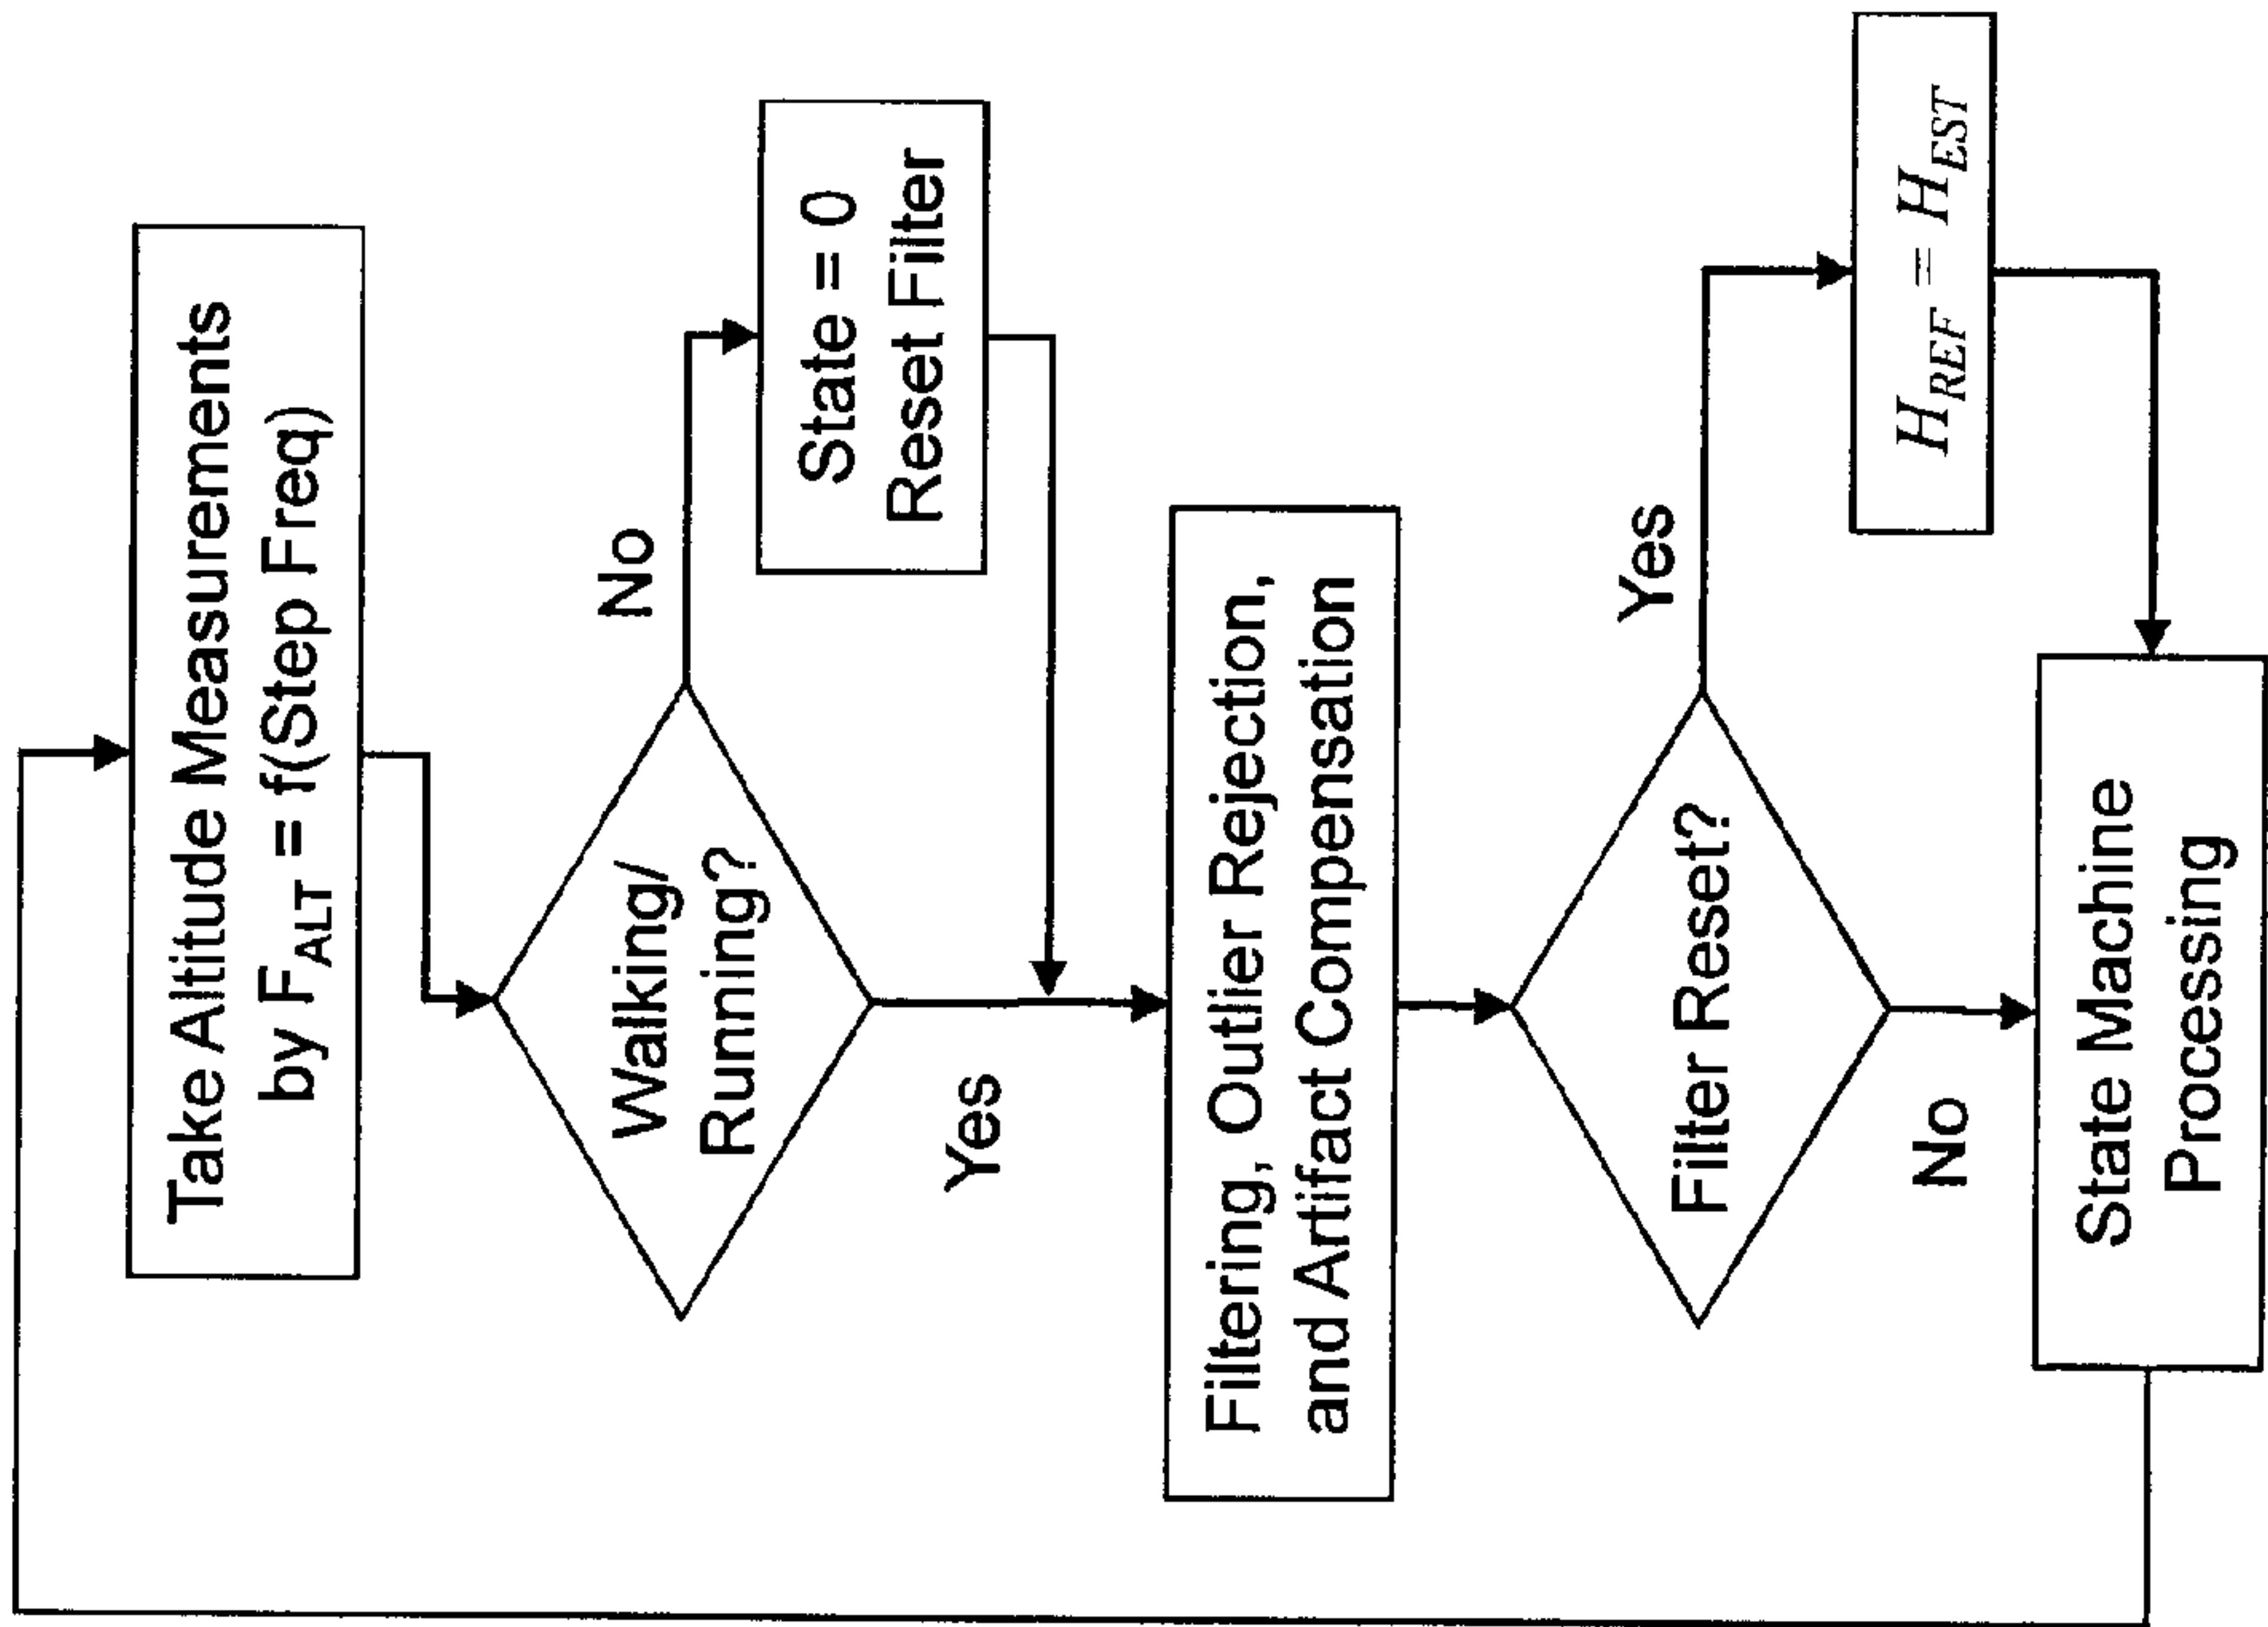 Take Altitude Measurements
by F_ALT = f(Step Freq)
Walking/
Running?
No
State = 0
Reset Filter
Yes
Filtering, Outlier Rejection,
and Artifact Compensation
Filter Reset?
Yes
H_REF = H_EST
No
State Machine
Processing